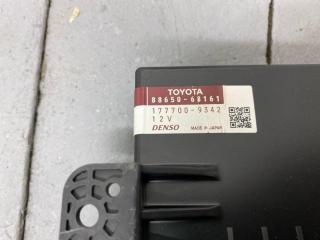 TOYOTA
88650-68161
177700-9342
12V
DENSO MADE IN JAPAN